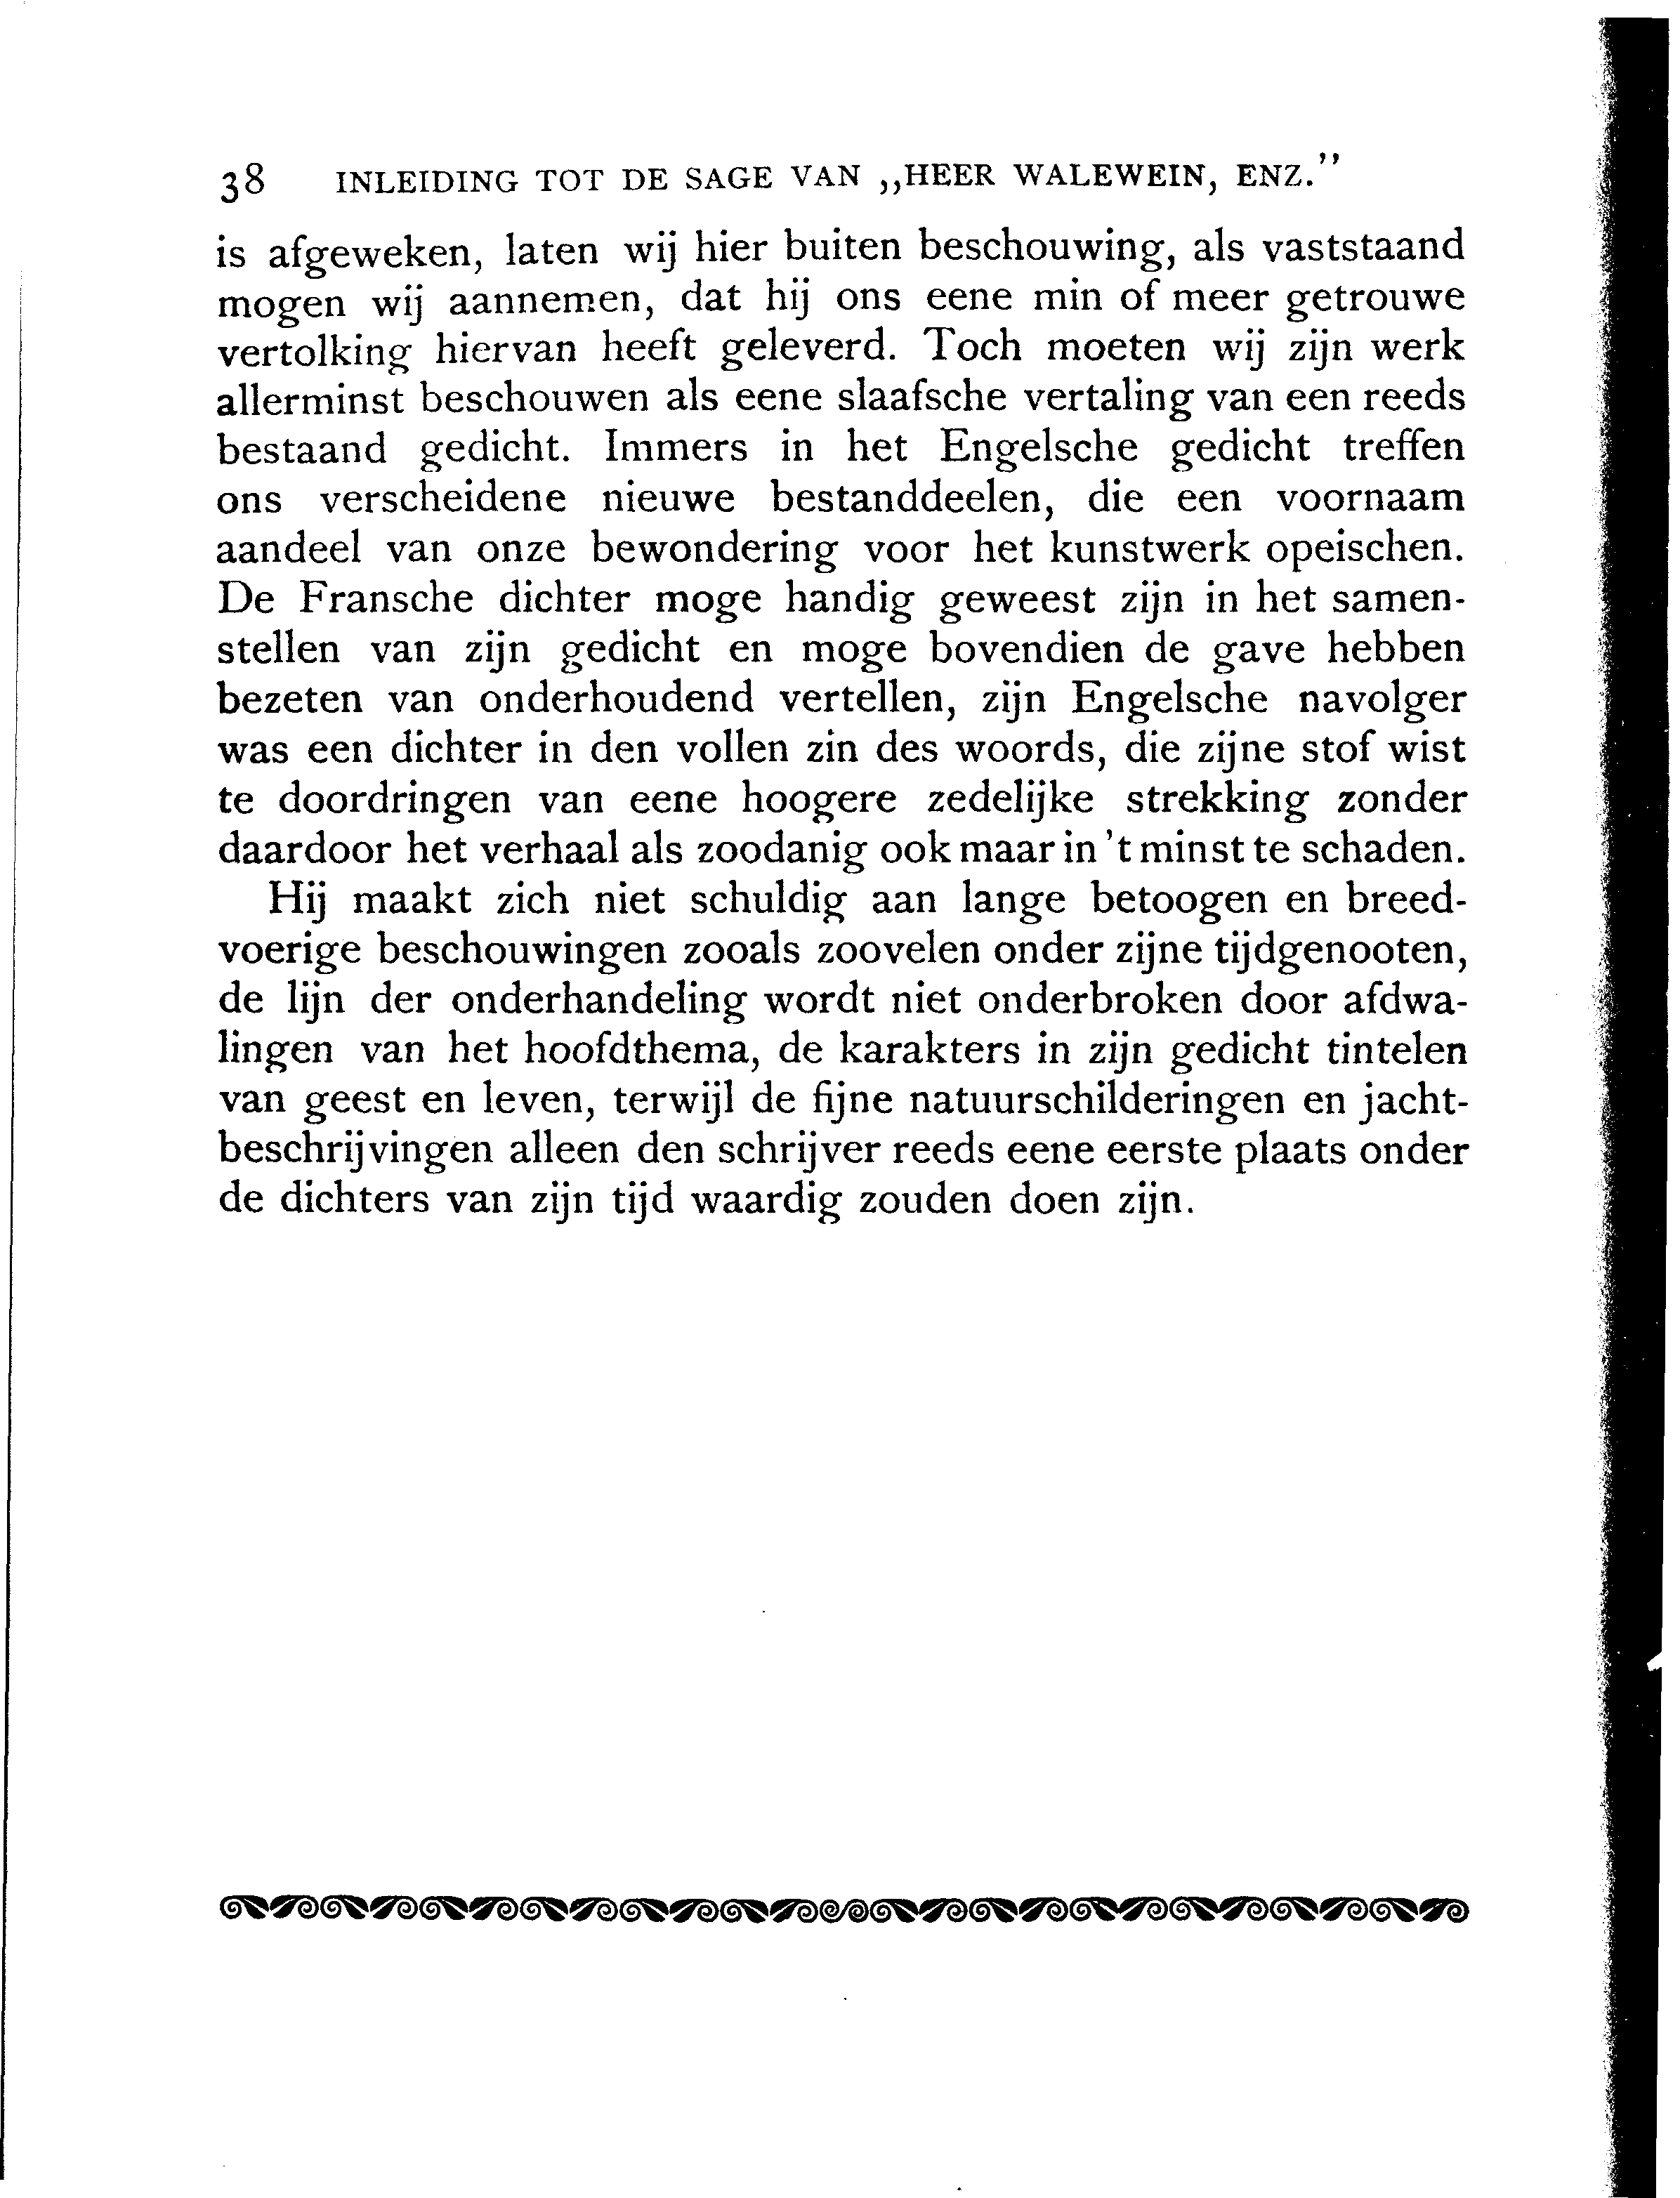 38 INLEIDING TOT DE SAGE VAN „HEER WALEWEIN, ENZ.”
is afgeweken, laten wij hier buiten beschouwing, als vaststaand
mogen wij aannemen, dat hij ons eene min of meer getrouwe
vertolking hiervan heeft geleverd. Toch moeten wij zijn werk
allerminst beschouwen als eene slaafsche vertaling van een reeds
bestaand gedicht. Immers in het Engelsche gedicht treffen
ons verscheidene nieuwe bestanddeelen, die een voornaam
aandeel van onze bewondering voor het kunstwerk opeischen.
De Fransche dichter moge handig geweest zijn in het samen-
stellen van zijn gedicht en moge bovendien de gave hebben
bezeten van onderhoudend vertellen, zijn Engelsche navolger
was een dichter in den vollen zin des woords, die zijne stof wist
te doordringen van eene hoogere zedelijke strekking zonder
daardoor het verhaal als zoodanig ook maar in 't minst te schaden.
Hij maakt zich niet schuldig aan lange betoogen en breed-
voerige beschouwingen zooals zoovelen onder zijne tijdgenooten,
de lijn der onderhandeling wordt niet onderbroken door afdwa-
lingen van het hoofdthema, de karakters in zijn gedicht tintelen
van geest en leven, terwijl de fijne natuurschilderingen en jacht-
beschrijvingen alleen den schrijver reeds eene eerste plaats onder
de dichters van zijn tijd waardig zouden doen zijn.